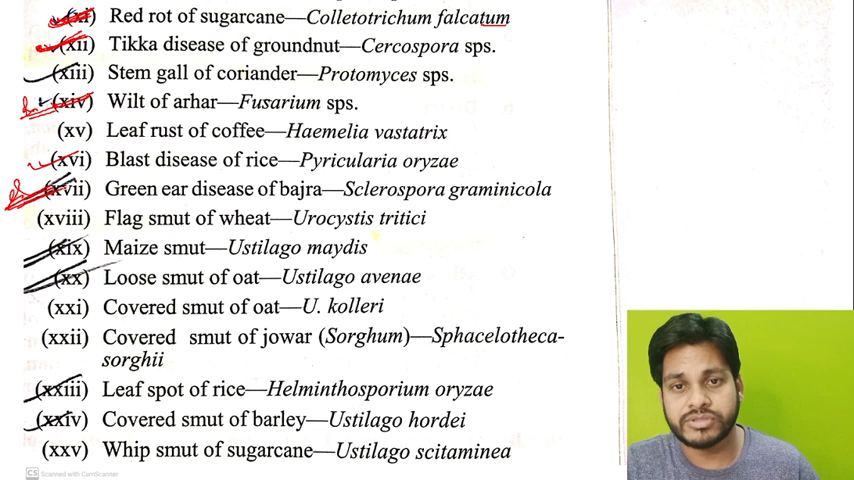 (xi) Red rot of sugarcane—Colletotrichum falcatum
(xii) Tikka disease of groundnut—Cercospora sps.
(xiii) Stem gall of coriander—Protomyces sps.
(xiv) Wilt of arhar—Fusarium sps.
(xv) Leaf rust of coffee—Haemelia vastatrix
(xvi) Blast disease of rice—Pyricularia oryzae
(xvii) Green ear disease of bajra—Sclerospora graminicola
(xviii) Flag smut of wheat—Urocystis tritici
(xix) Maize smut—Ustilago maydis
(xx) Loose smut of oat—Ustilago avenae
(xxi) Covered smut of oat—U. kolleri
(xxii) Covered smut of jowar (Sorghum)—Sphacelotheca-
sorghii
(xxiii) Leaf spot of rice—Helminthosporium oryzae
(xxiv) Covered smut of barley—Ustilago hordei
(xxv) Whip smut of sugarcane—Ustilago scitaminea
CS Scanned with CamScanner